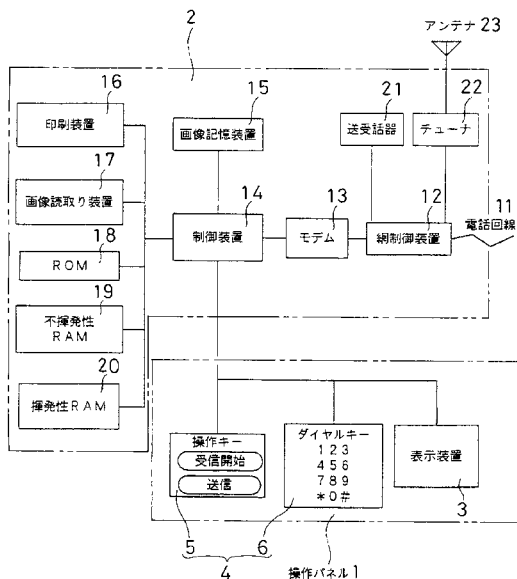 アンテナ 23
2
16
印刷装置
15
画像記憶装置
21
送受話器
22
チューナ
17
画像読取り装置
14
制御装置
13
モデム
12
網制御装置
11
電話回線
18
ROM
19
不揮発性
RAM
20
揮発性RAM
操作キー
受信開始
送信
5
ダイヤルキー
1 2 3
4 5 6
7 8 9
* 0 #
6
表示装置
3
4
操作パネル1